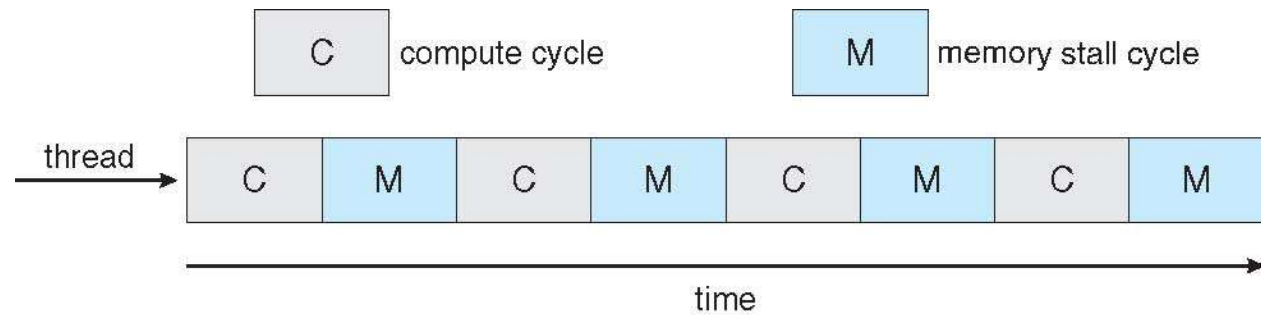 C compute cycle M memory stall cycle
thread
C M C M C M C M
time